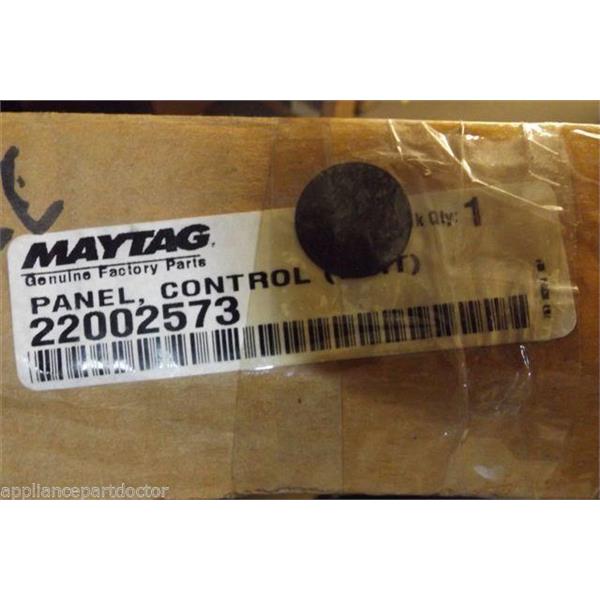 MAYTAG
k Qty: 1
Genuine Factory Parts
PANEL, CONTROL (
22002573
appliancepartdoctor